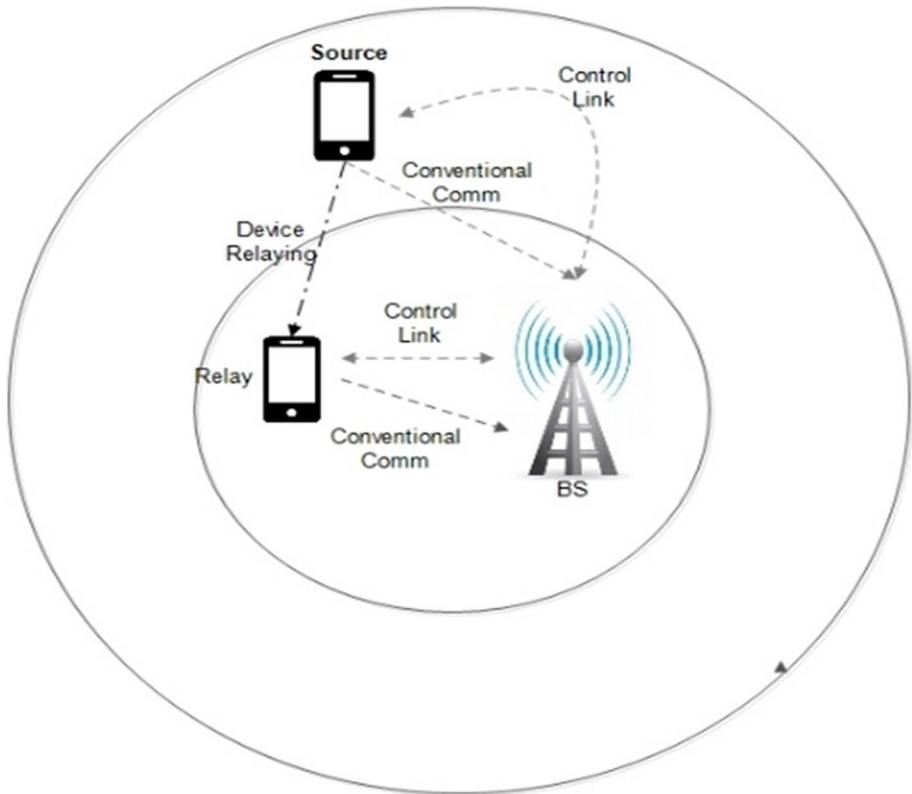 Source
Control
Link
Conventional
Comm
Device
Relaying
Control
Link
Relay
Conventional
Comm
BS